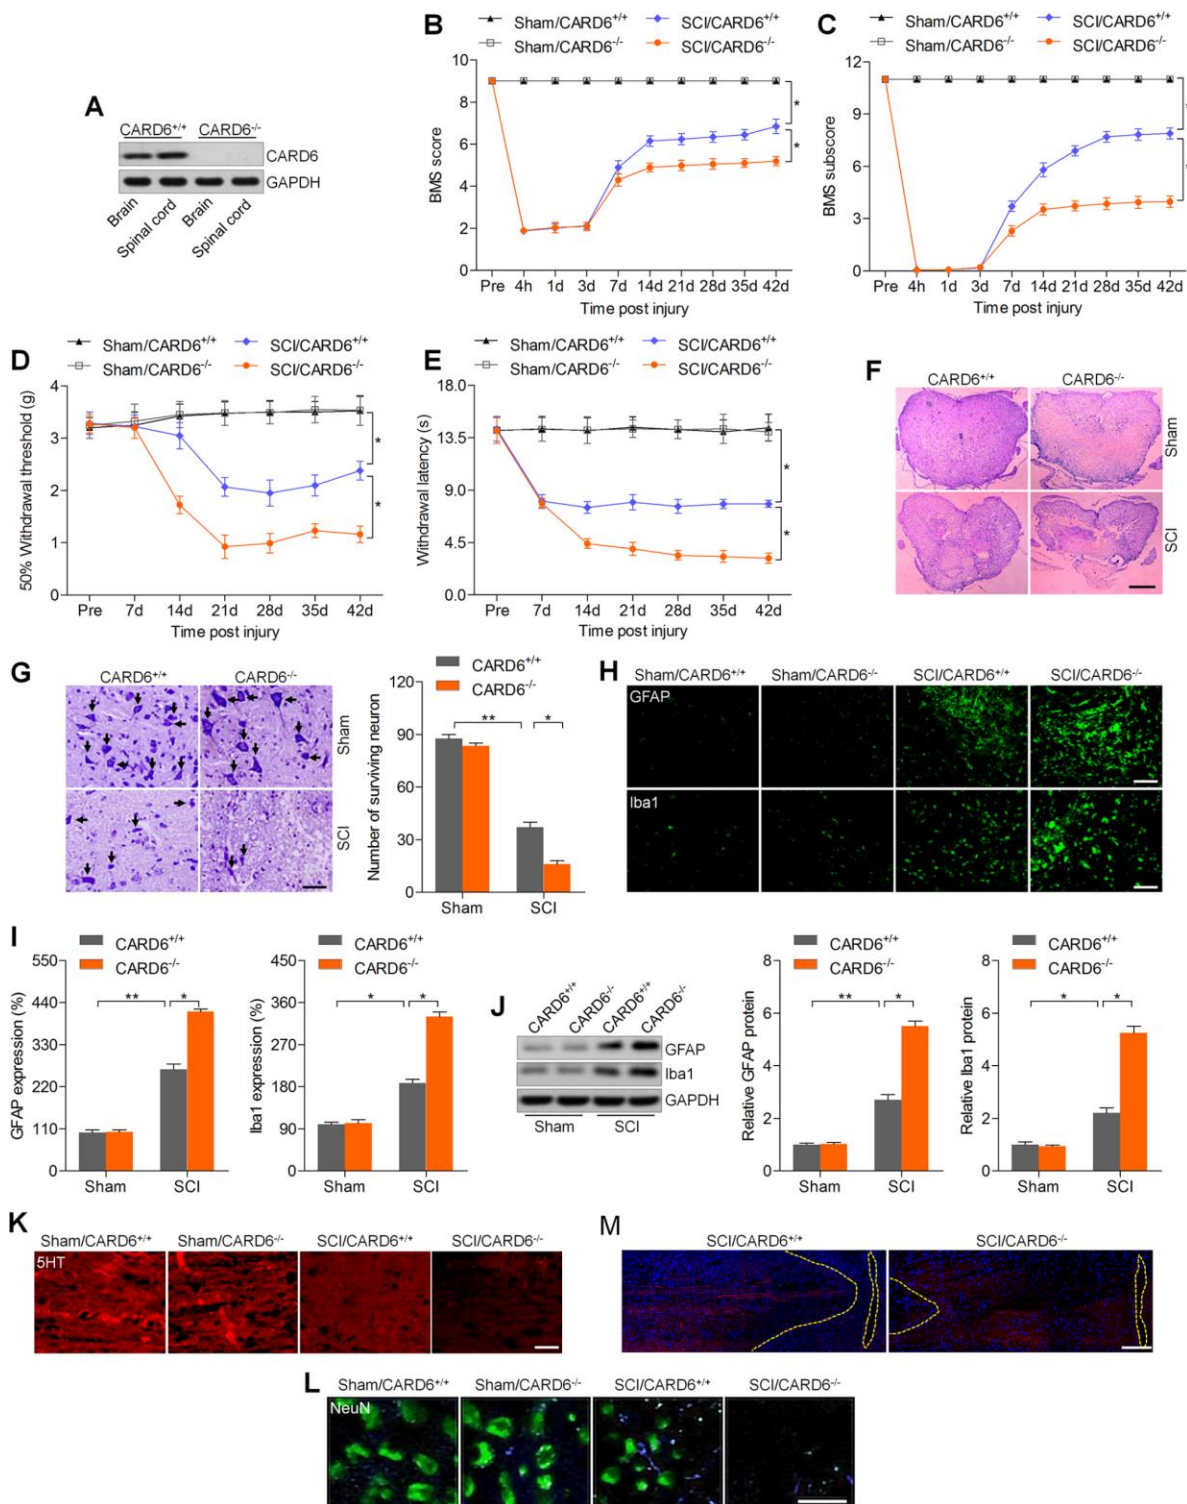 A
CARD6+/+ CARD6-/-
CARD6
GAPDH
Brain
Spinal cord
Brain
Spinal cord
B
Sham/CARD6+/+ SCI/CARD6+/+
Sham/CARD6-/- SCI/CARD6-/-
BMS score
12
9
8
6
4
2
0
Pre 4h 1d 3d 7d 14d 21d 28d 35d 42d
Time post injury
*
*
C
Sham/CARD6+/+ SCI/CARD6+/+
Sham/CARD6-/- SCI/CARD6-/-
BMS subscore
12
9
6
3
0
Pre 4h 1d 3d 7d 14d 21d 28d 35d 42d
Time post injury
D
Sham/CARD6+/+ SCI/CARD6+/+
Sham/CARD6-/- SCI/CARD6-/-
50% Withdrawal threshold (g)
4
3
2
1
0
Pre 7d 14d 21d 28d 35d 42d
Time post injury
*
*
E
Sham/CARD6+/+ SCI/CARD6+/+
Sham/CARD6-/- SCI/CARD6-/-
Withdrawal latency (s)
18.0
13.5
9.0
4.5
0.0
Pre 7d 14d 21d 28d 35d 42d
Time post injury
*
*
F
CARD6+/+ CARD6-/-
Sham
SCI
G
CARD6+/+ CARD6-/-
Sham
SCI
CARD6+/+
CARD6-/-
Number of surviving neuron
120
90
60
30
0
** *
Sham SCI
H
Sham/CARD6+/+ Sham/CARD6-/- SCI/CARD6+/+ SCI/CARD6-/-
GFAP
Iba1
I
CARD6+/+
CARD6-/-
GFAP expression (%)
550
440
330
220
110
0
** *
Sham SCI
CARD6+/+
CARD6-/-
Iba1 expression (%)
450
360
270
180
90
0
* *
Sham SCI
J
CARD6+/+ CARD6-/- CARD6+/+ CARD6-/-
GFAP
Iba1
GAPDH
Sham SCI
CARD6+/+
CARD6-/-
Relative GFAP protein
8
6
4
2
0
** *
Sham SCI
CARD6+/+
CARD6-/-
Relative Iba1 protein
8
6
4
2
0
* *
Sham SCI
K
Sham/CARD6+/+ Sham/CARD6-/- SCI/CARD6+/+ SCI/CARD6-/-
5HT
M
SCI/CARD6+/+ SCI/CARD6-/-
L
Sham/CARD6+/+ Sham/CARD6-/- SCI/CARD6+/+ SCI/CARD6-/-
NeuN